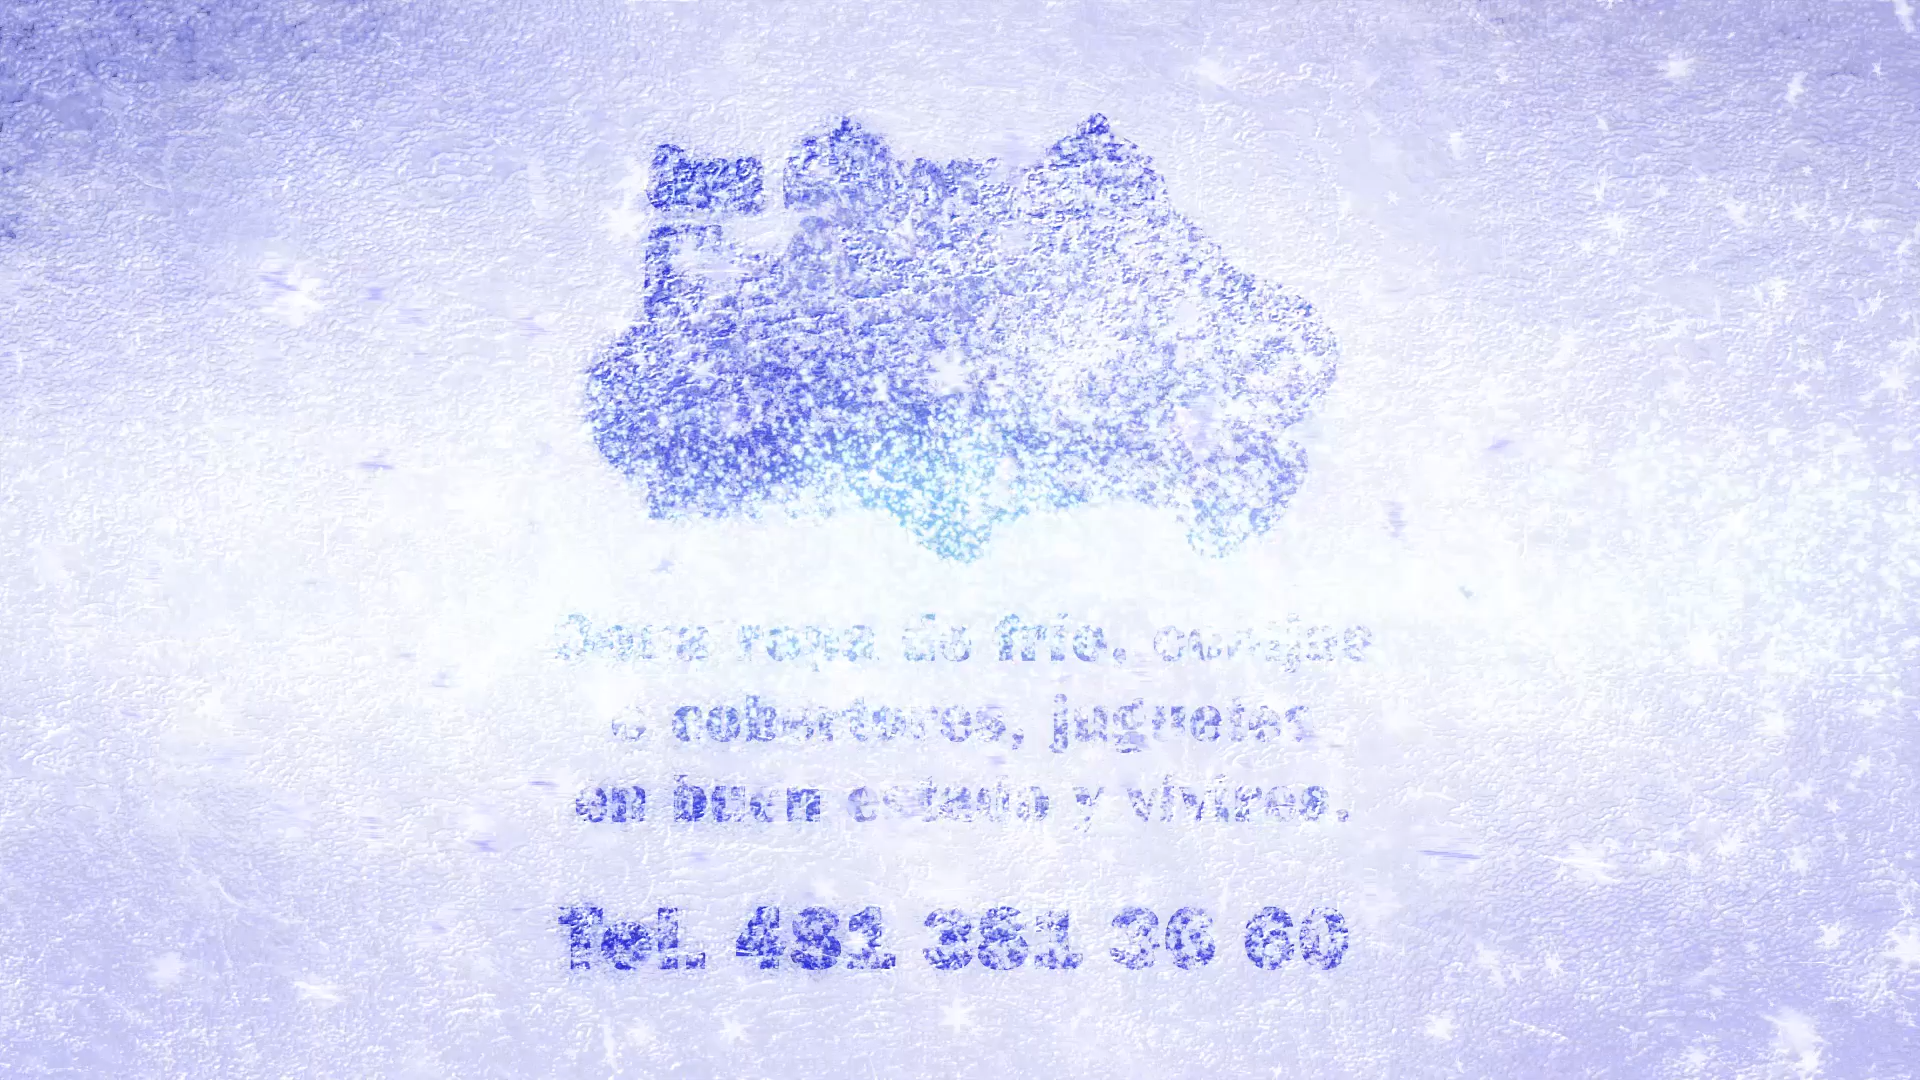 Dona ropa de frío, cobijas
o cobertores, juguetes
en buen estado y víveres.
Tel. 481 381 36 60